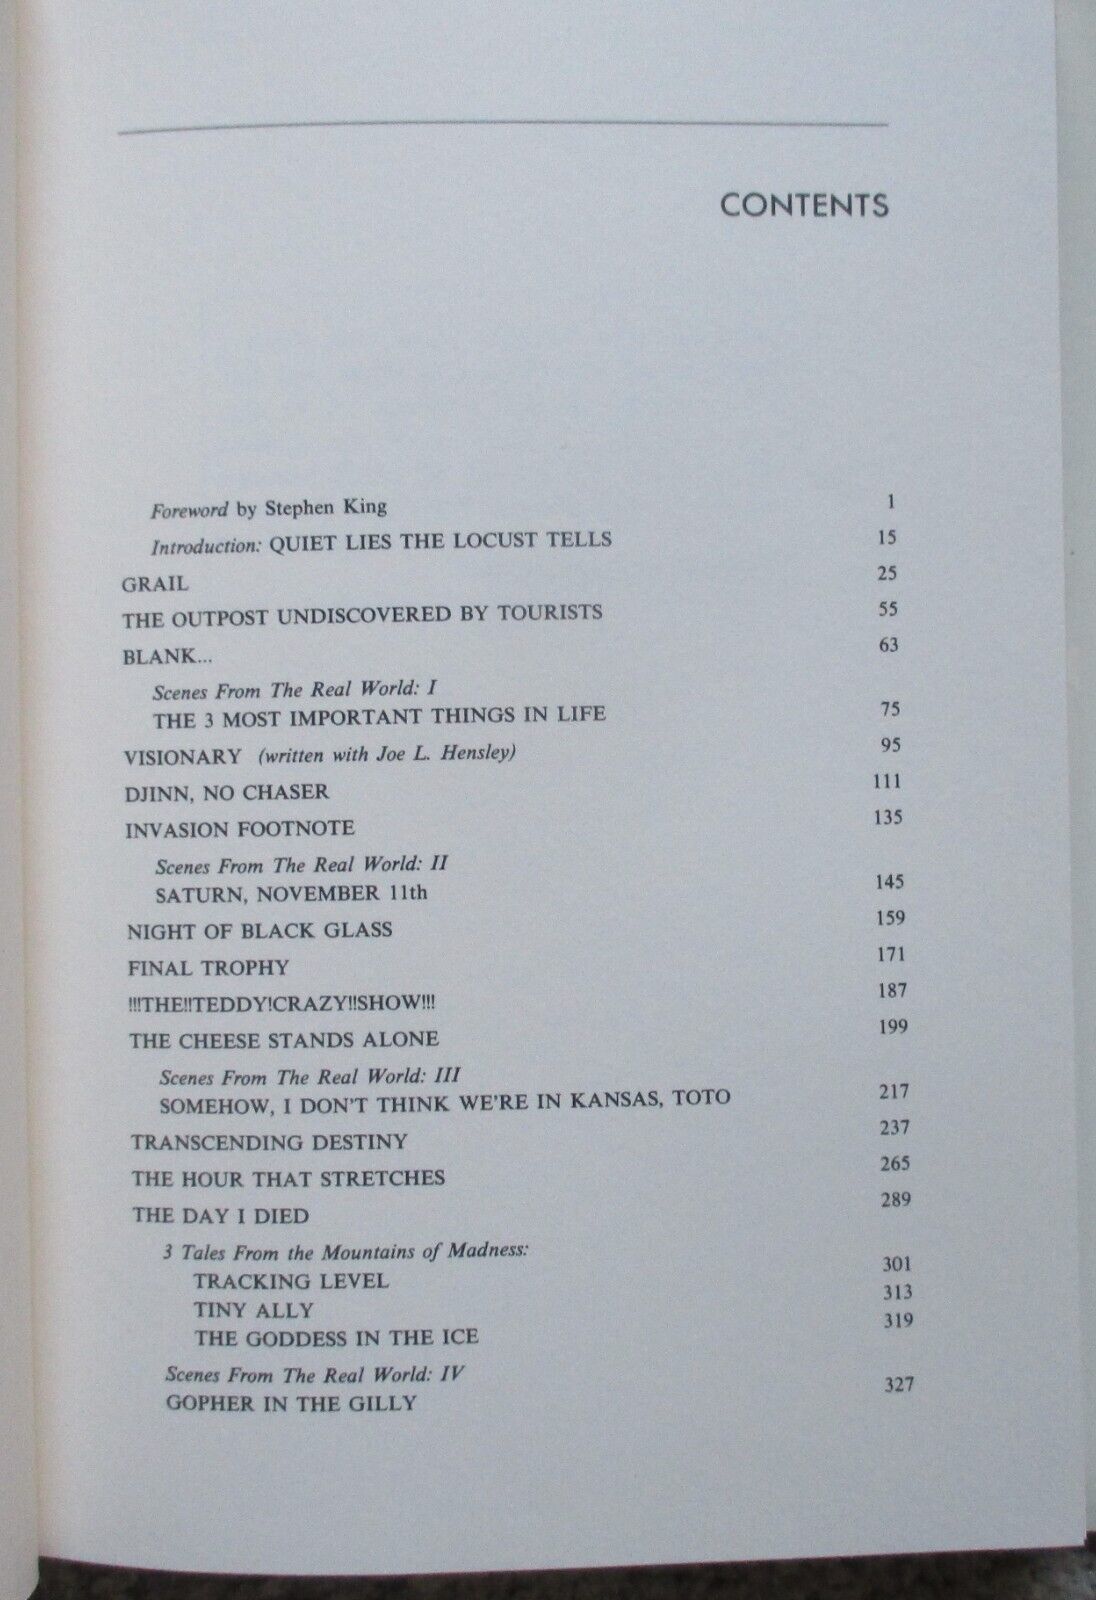 CONTENTS
Foreword by Stephen King 1
Introduction: QUIET LIES THE LOCUST TELLS 15
GRAIL 25
THE OUTPOST UNDISCOVERED BY TOURISTS 55
BLANK... 63
Scenes From The Real World: I
THE 3 MOST IMPORTANT THINGS IN LIFE 75
VISIONARY (written with Joe L. Hensley) 95
DJINN, NO CHASER 111
INVASION FOOTNOTE 135
Scenes From The Real World: II
SATURN, NOVEMBER 11th 145
NIGHT OF BLACK GLASS 159
FINAL TROPHY 171
!!!THE!!TEDDY!CRAZY!!SHOW!!! 187
THE CHEESE STANDS ALONE 199
Scenes From The Real World: III
SOMEHOW, I DON'T THINK WE'RE IN KANSAS, TOTO 217
TRANSCENDING DESTINY 237
THE HOUR THAT STRETCHES 265
THE DAY I DIED 289
3 Tales From the Mountains of Madness:
TRACKING LEVEL 301
TINY ALLY 313
THE GODDESS IN THE ICE 319
Scenes From The Real World: IV
GOPHER IN THE GILLY 327